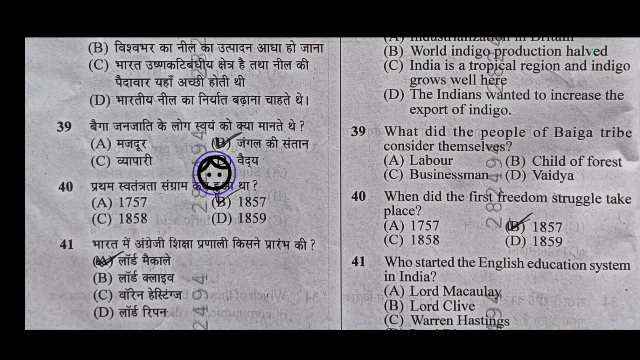 (B) विश्वभर का नील का उत्पादन आधा हो जाना
(C) भारत उष्णकटिबंधीय क्षेत्र है तथा नील की
पैदावार यहाँ अच्छी होती थी
(D) भारतीय नील का निर्यात बढ़ाना चाहते थे।
39 बैगा जनजाति के लोग स्वयं को क्या मानते थे ?
(A) मजदूर (B) जंगल की संतान
(C) व्यापारी वैद्य
40 प्रथम स्वतंत्रता संग्राम था ?
(A) 1757 (B) 1857
(C) 1858 (D) 1859
41 भारत में अंग्रेजी शिक्षा प्रणाली किसने प्रारंभ की ?
(A) लॉर्ड मैकाले
(B) लॉर्ड क्लाइव
(C) वॉरेन हेस्टिंग्ज
(D) लॉर्ड रिपन
(A) Industrialization in Britain
(B) World indigo production halved
(C) India is a tropical region and indigo
grows well here
(D) The Indians wanted to increase the
export of indigo.
39 What did the people of Baiga tribe
consider themselves?
(A) Labour (B) Child of forest
(C) Businessman (D) Vaidya
40 When did the first freedom struggle take
place?
(A) 1757 (B) 1857
(C) 1858 (D) 1859
41 Who started the English education system
in India?
(A) Lord Macaulay
(B) Lord Clive
(C) Warren Hastings